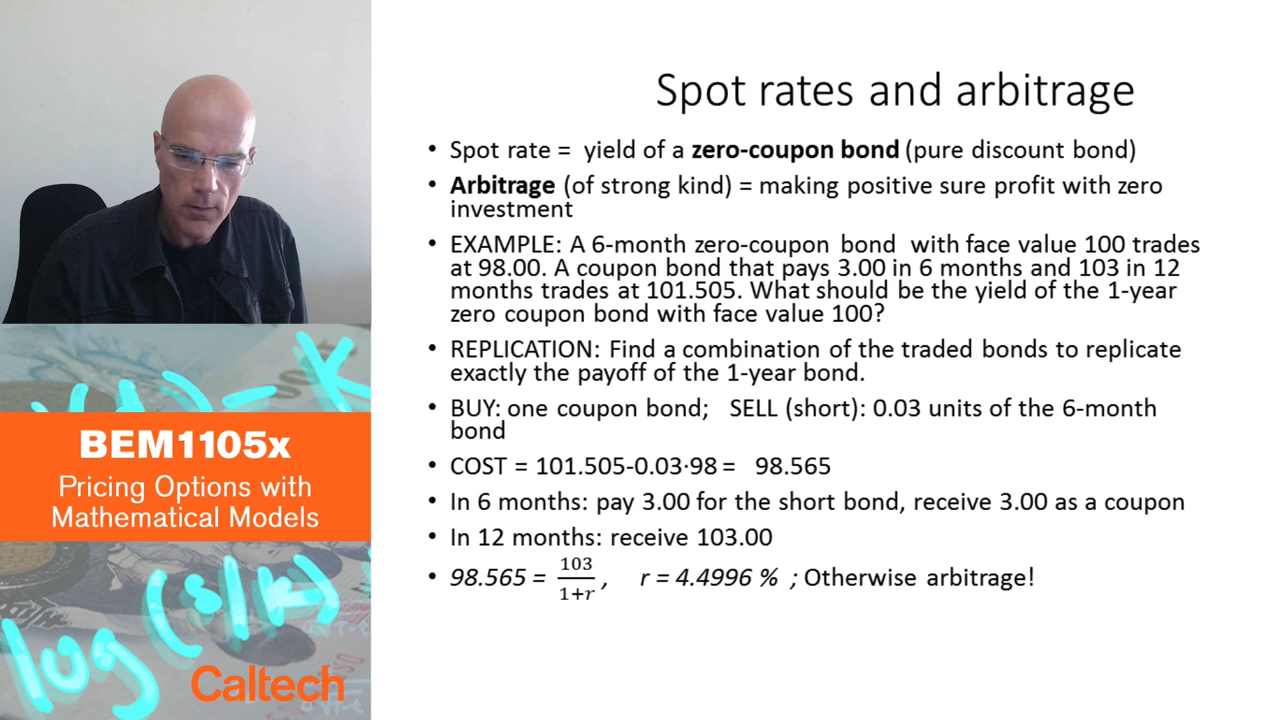 Spot rates and arbitrage
• Spot rate = yield of a zero-coupon bond (pure discount bond)
• Arbitrage (of strong kind) = making positive sure profit with zero
investment
• EXAMPLE: A 6-month zero-coupon bond with face value 100 trades
at 98.00. A coupon bond that pays 3.00 in 6 months and 103 in 12
months trades at 101.505. What should be the yield of the 1-year
zero coupon bond with face value 100?
• REPLICATION: Find a combination of the traded bonds to replicate
exactly the payoff of the 1-year bond.
• BUY: one coupon bond; SELL (short): 0.03 units of the 6-month
bond
• COST = 101.505-0.03·98 = 98.565
• In 6 months: pay 3.00 for the short bond, receive 3.00 as a coupon
• In 12 months: receive 103.00
• 98.565 = 103/(1+r), r = 4.4996 % ; Otherwise arbitrage!
BEM1105x
Pricing Options with
Mathematical Models
log
Caltech